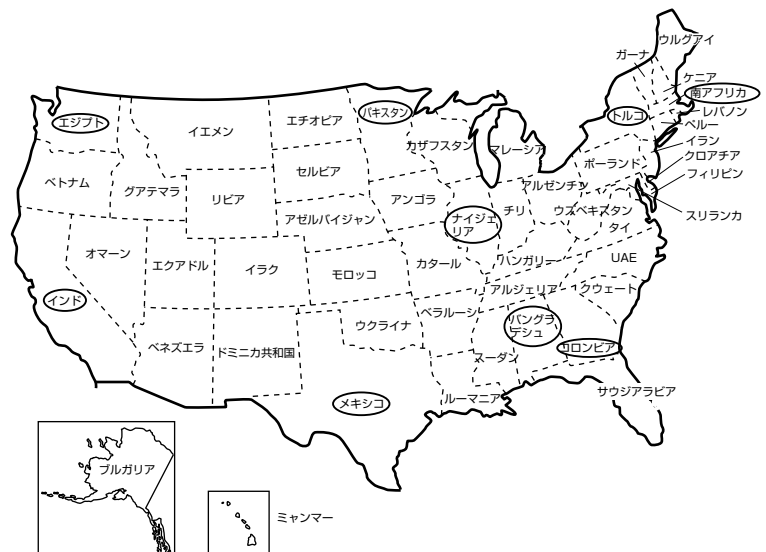 ウルグアイ
ガーナ
ケニア
南アフリカ
レバノン
ペルー
イラン
クロアチア
フィリピン
スリランカ
エジプト
イエメン
エチオピア
パキスタン
トルコ
カザフスタン
マレーシア
ポーランド
ベトナム
グアテマラ
リビア
セルビア
アンゴラ
アルゼンチン
アゼルバイジャン
ナイジェ
リア
チリ
ウズベキスタン
タイ
オマーン
エクアドル
イラク
モロッコ
カタール
ハンガリー
UAE
インド
アルジェリア
クウェート
ベネズエラ
ドミニカ共和国
ウクライナ
ベラルーシ
バングラ
デシュ
コロンビア
スーダン
メキシコ
ルーマニア
サウジアラビア
ブルガリア
ミャンマー